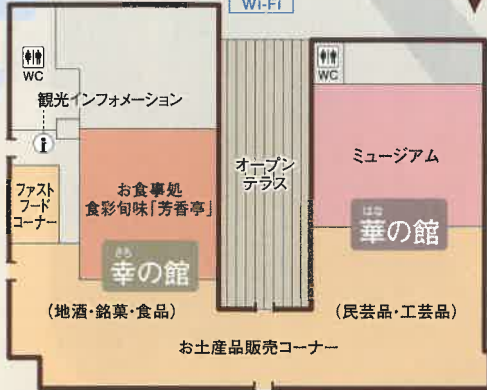 Wi-Fi
WC
WC
観光インフォメーション
i
ファスト
フード
コーナー
お食事処
食彩旬味「芳香亭」
オープン
テラス
ミュージアム
さち
幸の館
はな
華の館
(地酒・銘菓・食品)
(民芸品・工芸品)
お土産品販売コーナー